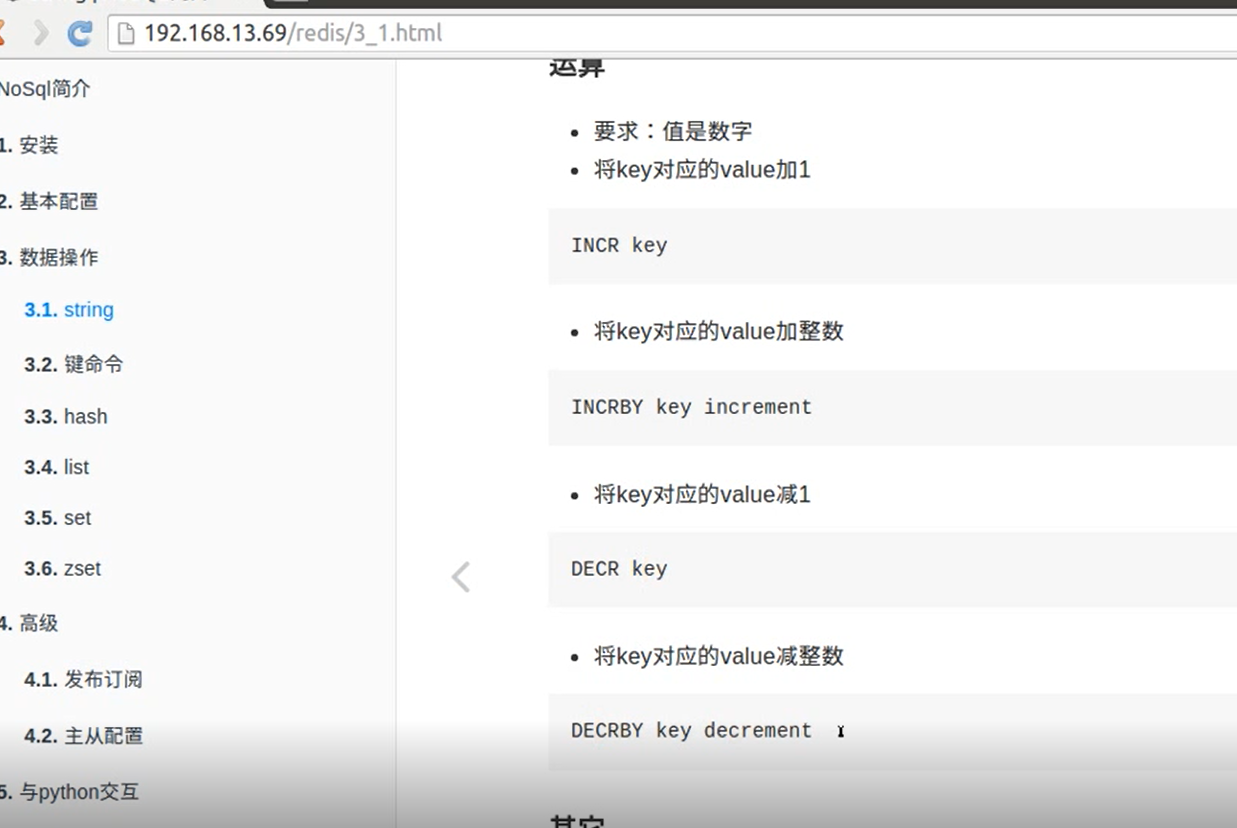 192.168.13.69/redis/3_1.html
NoSql简介
1. 安装
2. 基本配置
3. 数据操作
3.1. string
3.2. 键命令
3.3. hash
3.4. list
3.5. set
3.6. zset
4. 高级
4.1. 发布订阅
4.2. 主从配置
5. 与python交互
运算
要求：值是数字
将key对应的value加1
INCR key
将key对应的value加整数
INCRBY key increment
将key对应的value减1
DECR key
将key对应的value减整数
DECRBY key decrement
其它